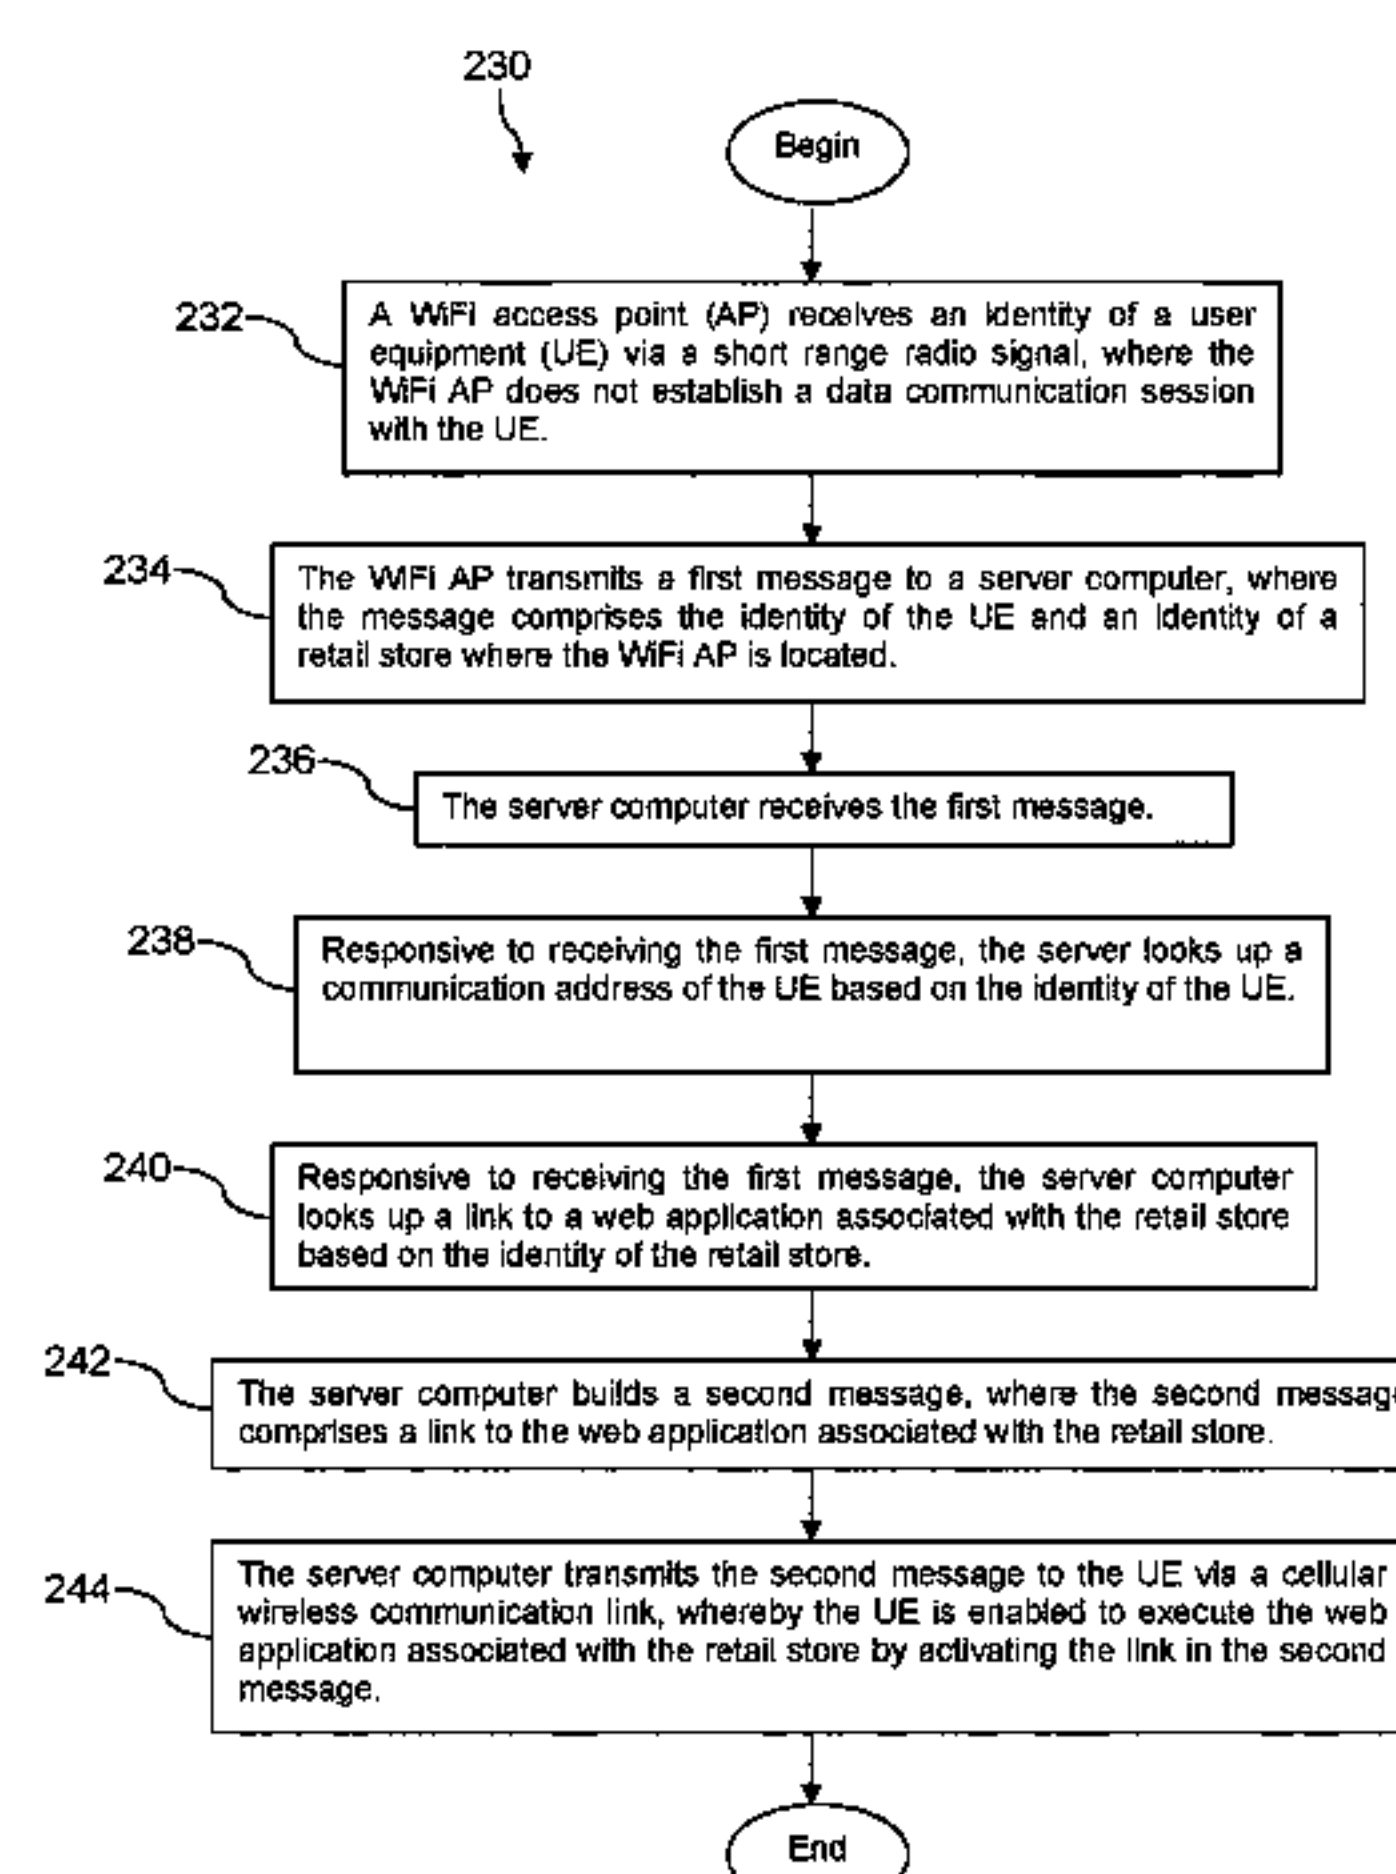 230
Begin
232
A WiFi access point (AP) receives an identity of a user
equipment (UE) via a short range radio signal, where the
WiFi AP does not establish a data communication session
with the UE.
234
The WiFi AP transmits a first message to a server computer, where
the message comprises the identity of the UE and an identity of a
retail store where the WiFi AP is located.
236
The server computer receives the first message.
238
Responsive to receiving the first message, the server looks up a
communication address of the UE based on the identity of the UE.
240
Responsive to receiving the first message, the server computer
looks up a link to a web application associated with the retail store
based on the identity of the retail store.
242
The server computer builds a second message, where the second message
comprises a link to the web application associated with the retail store.
244
The server computer transmits the second message to the UE via a cellular
wireless communication link, whereby the UE is enabled to execute the web
application associated with the retail store by activating the link in the second
message.
End